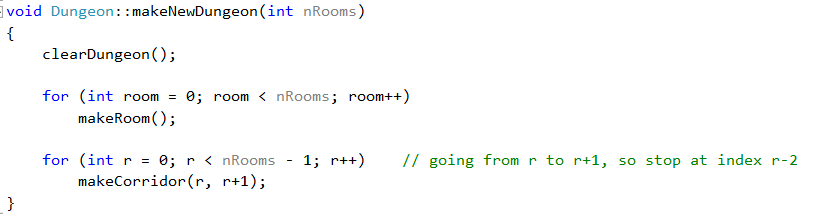 void Dungeon::makeNewDungeon(int nRooms)
{
    clearDungeon();

    for (int room = 0; room < nRooms; room++)
        makeRoom();

    for (int r = 0; r < nRooms - 1; r++)    // going from r to r+1, so stop at index r-2
        makeCorridor(r, r+1);
}